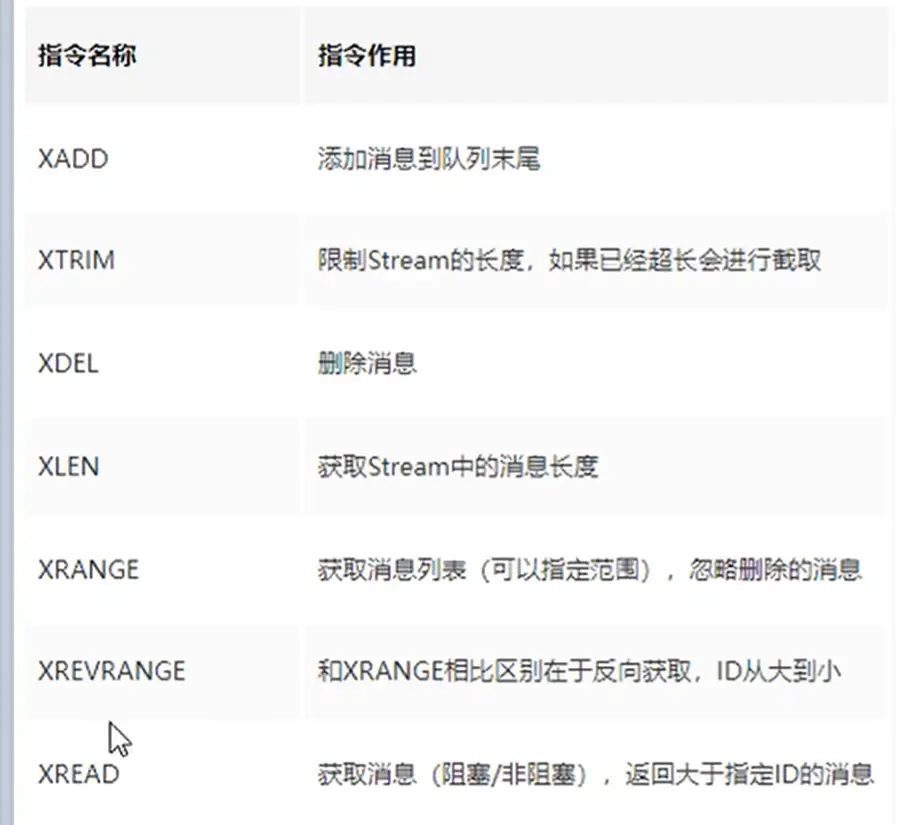 指令名称 指令作用
XADD 添加消息到队列末尾
XTRIM 限制Stream的长度，如果已经超长会进行截取
XDEL 删除消息
XLEN 获取Stream中的消息长度
XRANGE 获取消息列表（可以指定范围），忽略删除的消息
XREVRANGE 和XRANGE相比区别在于反向获取，ID从大到小
XREAD 获取消息（阻塞/非阻塞），返回大于指定ID的消息